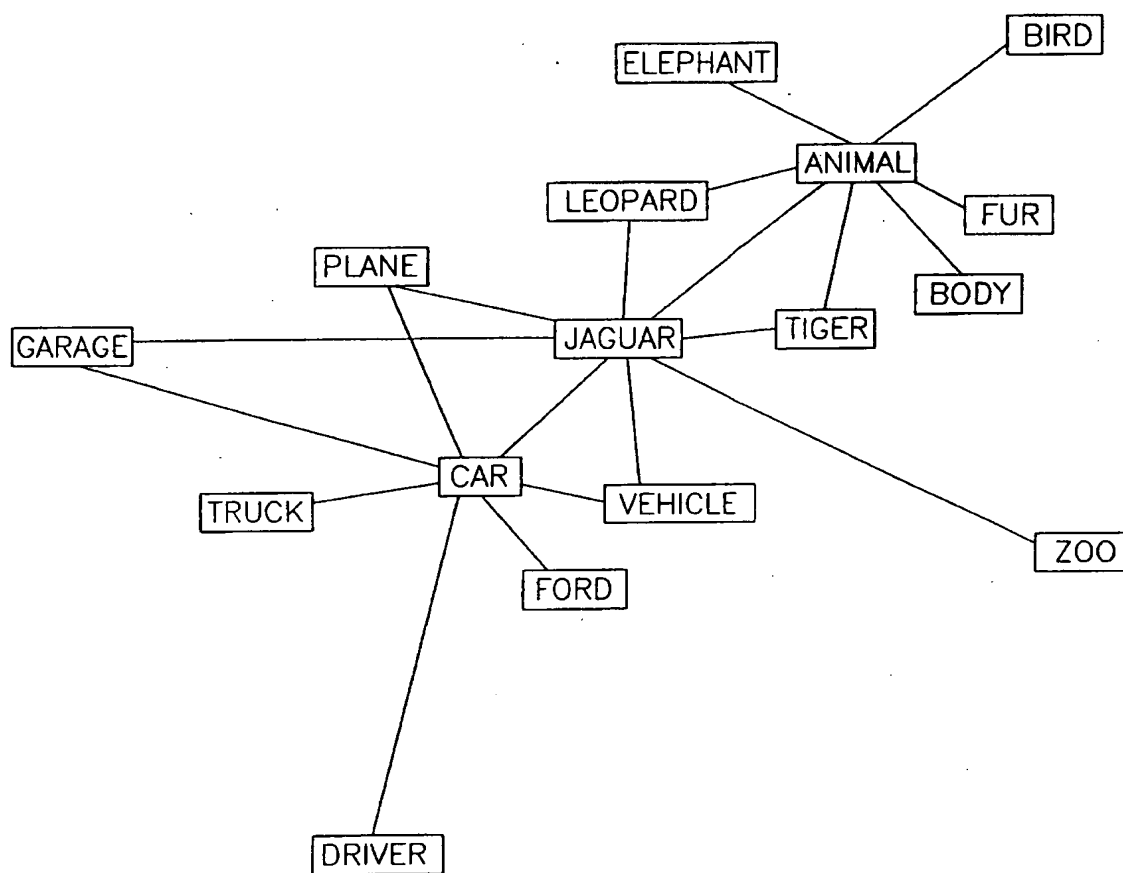 BIRD
ELEPHANT
ANIMAL
LEOPARD
FUR
PLANE
BODY
JAGUAR
TIGER
GARAGE
CAR
VEHICLE
TRUCK
ZOO
FORD
DRIVER